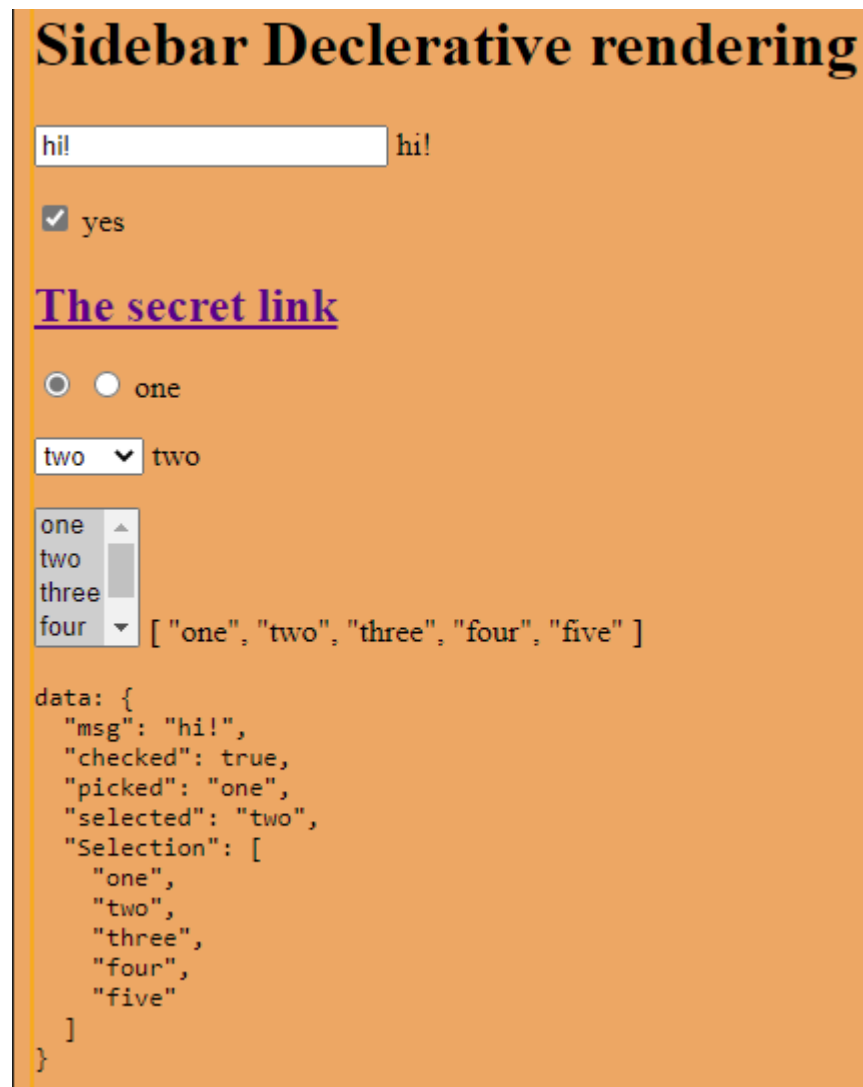 Sidebar Declerative rendering
hi! hi!
yes
The secret link
one
two two
one
two
three
four [ "one", "two", "three", "four", "five" ]
data: {
  "msg": "hi!",
  "checked": true,
  "picked": "one",
  "selected": "two",
  "Selection": [
    "one",
    "two",
    "three",
    "four",
    "five"
  ]
}